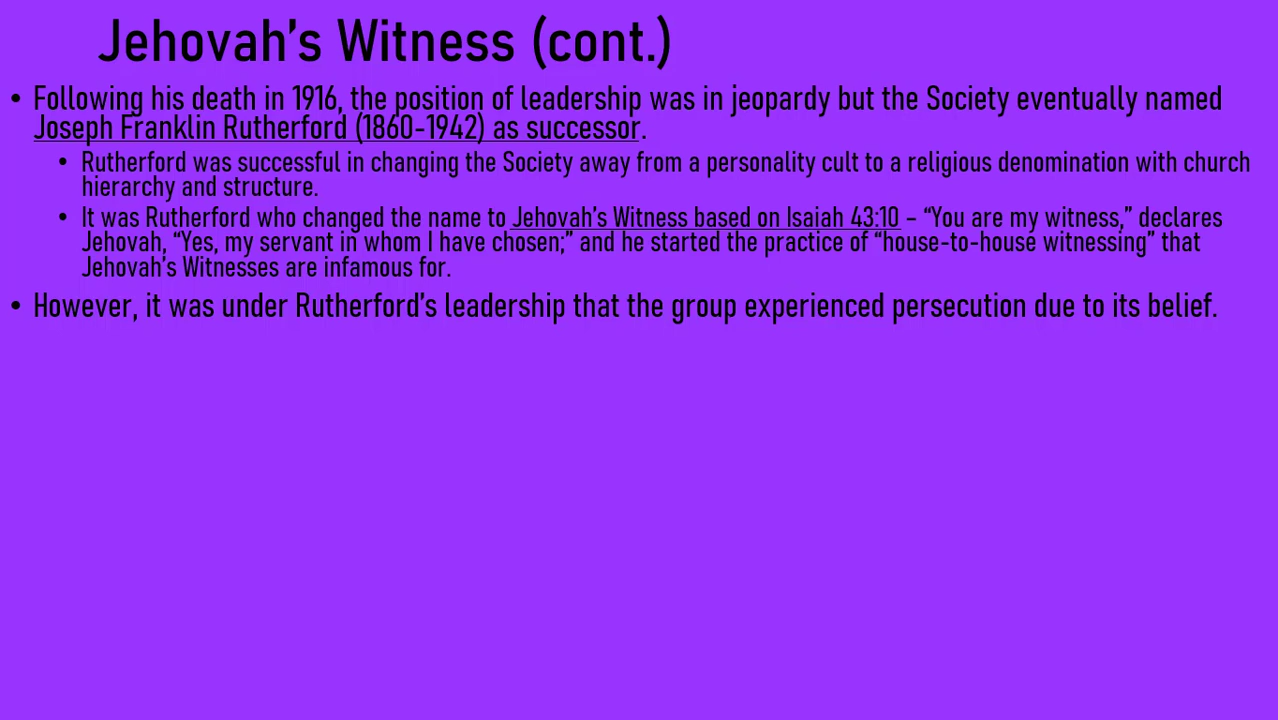 Jehovah’s Witness (cont.)
• Following his death in 1916, the position of leadership was in jeopardy but the Society eventually named
Joseph Franklin Rutherford (1860-1942) as successor.
• Rutherford was successful in changing the Society away from a personality cult to a religious denomination with church
hierarchy and structure.
• It was Rutherford who changed the name to Jehovah’s Witness based on Isaiah 43:10 – “You are my witness,” declares
Jehovah, “Yes, my servant in whom I have chosen;” and he started the practice of “house-to-house witnessing” that
Jehovah’s Witnesses are infamous for.
• However, it was under Rutherford’s leadership that the group experienced persecution due to its belief.